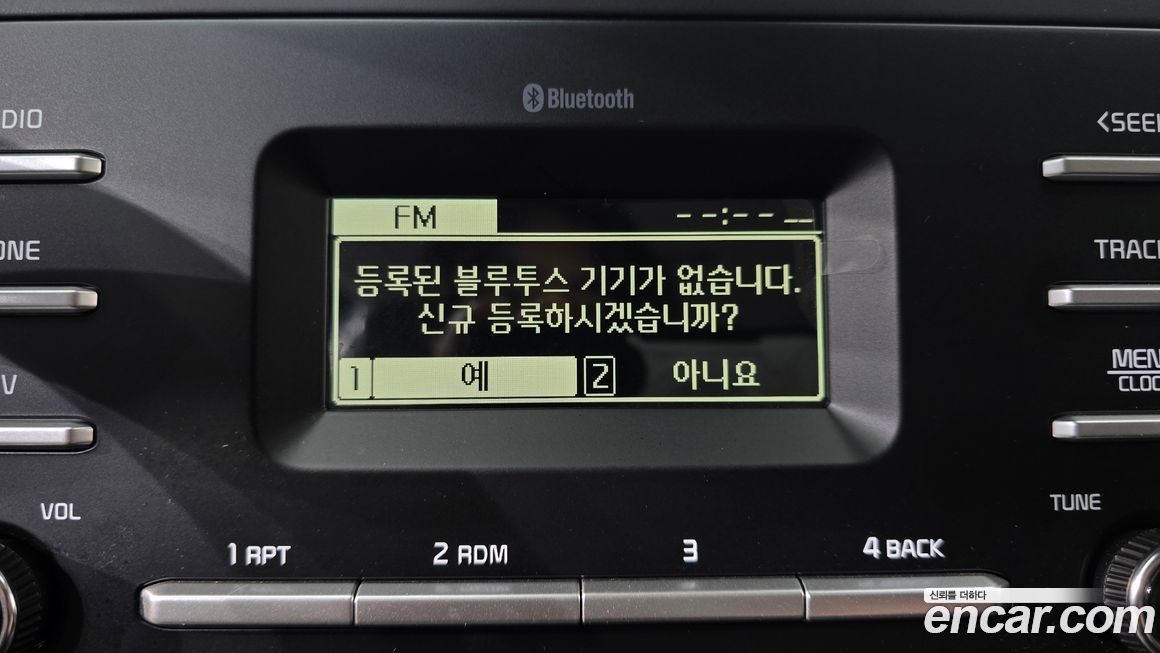 Bluetooth
DIO
<SEEK
FM
--:-- --
ONE
TRACK
등록된 블루투스 기기가 없습니다.
신규 등록하시겠습니까?
1 예 2 아니요
V
MEN
CLOC
VOL
TUNE
1 RPT 2 RDM 3 4 BACK
신뢰를 더하다
encar.com